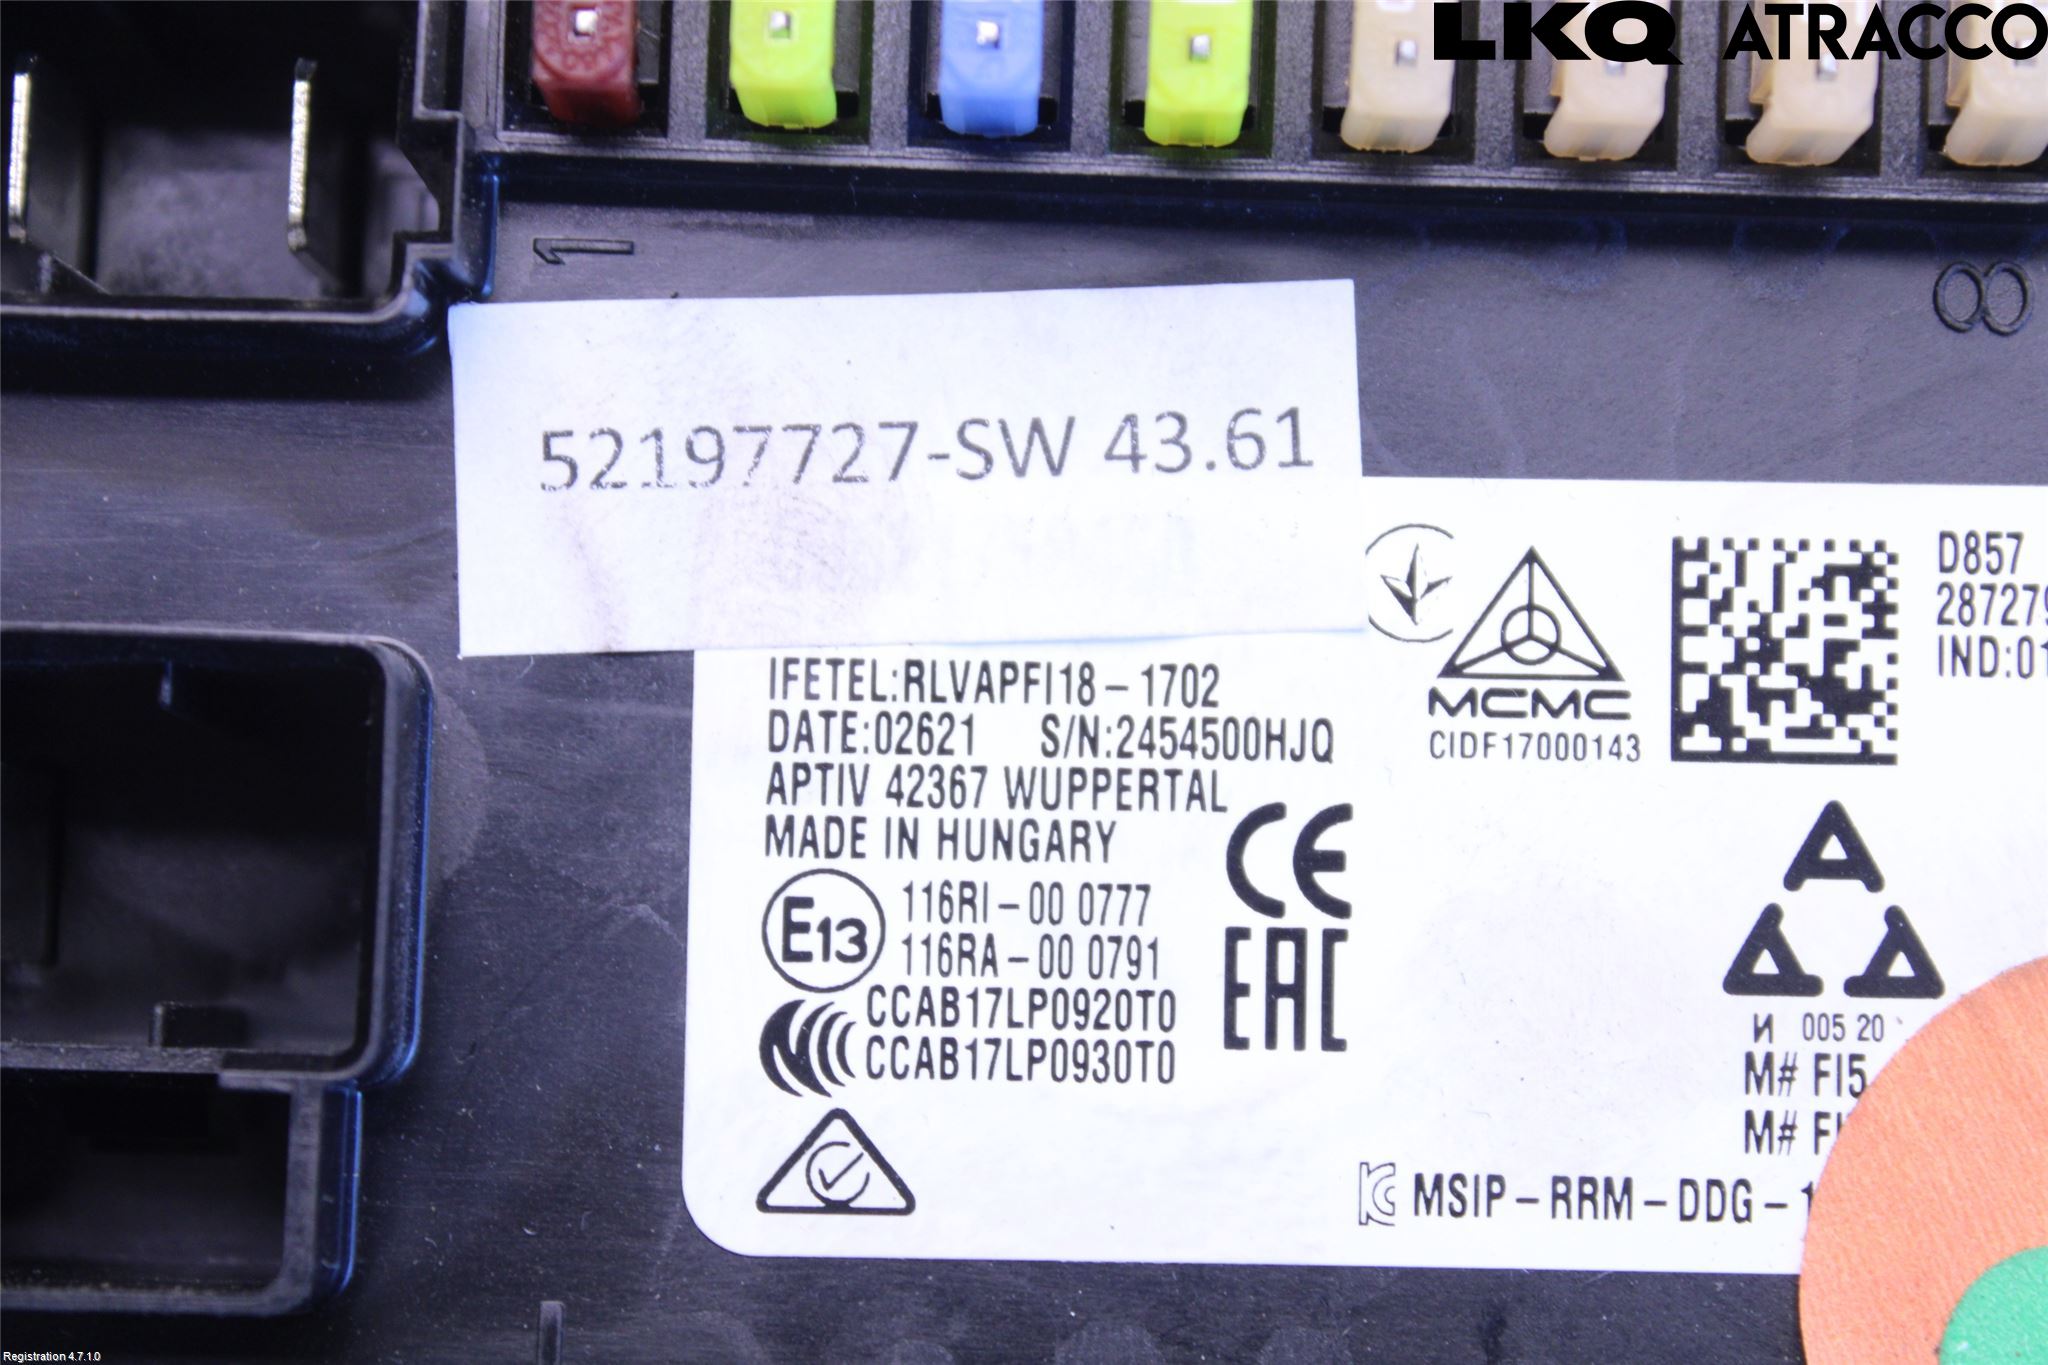 LKQ ATRACCO
1
8
52197727-SW 43.61
IFETEL:RLVAPFI18-1702
DATE:02621 S/N:2454500HJQ
APTIV 42367 WUPPERTAL
MADE IN HUNGARY
E13
116RI-00 0777
116RA-00 0791
CCAB17LP0920T0
CCAB17LP0930T0
CE
EAC
MCMC
CIDF17000143
D857
28727
IND:01
И 005 20
M# FI5
M#
KC MSIP-RRM-DDG-
Registration 4.7.1.0